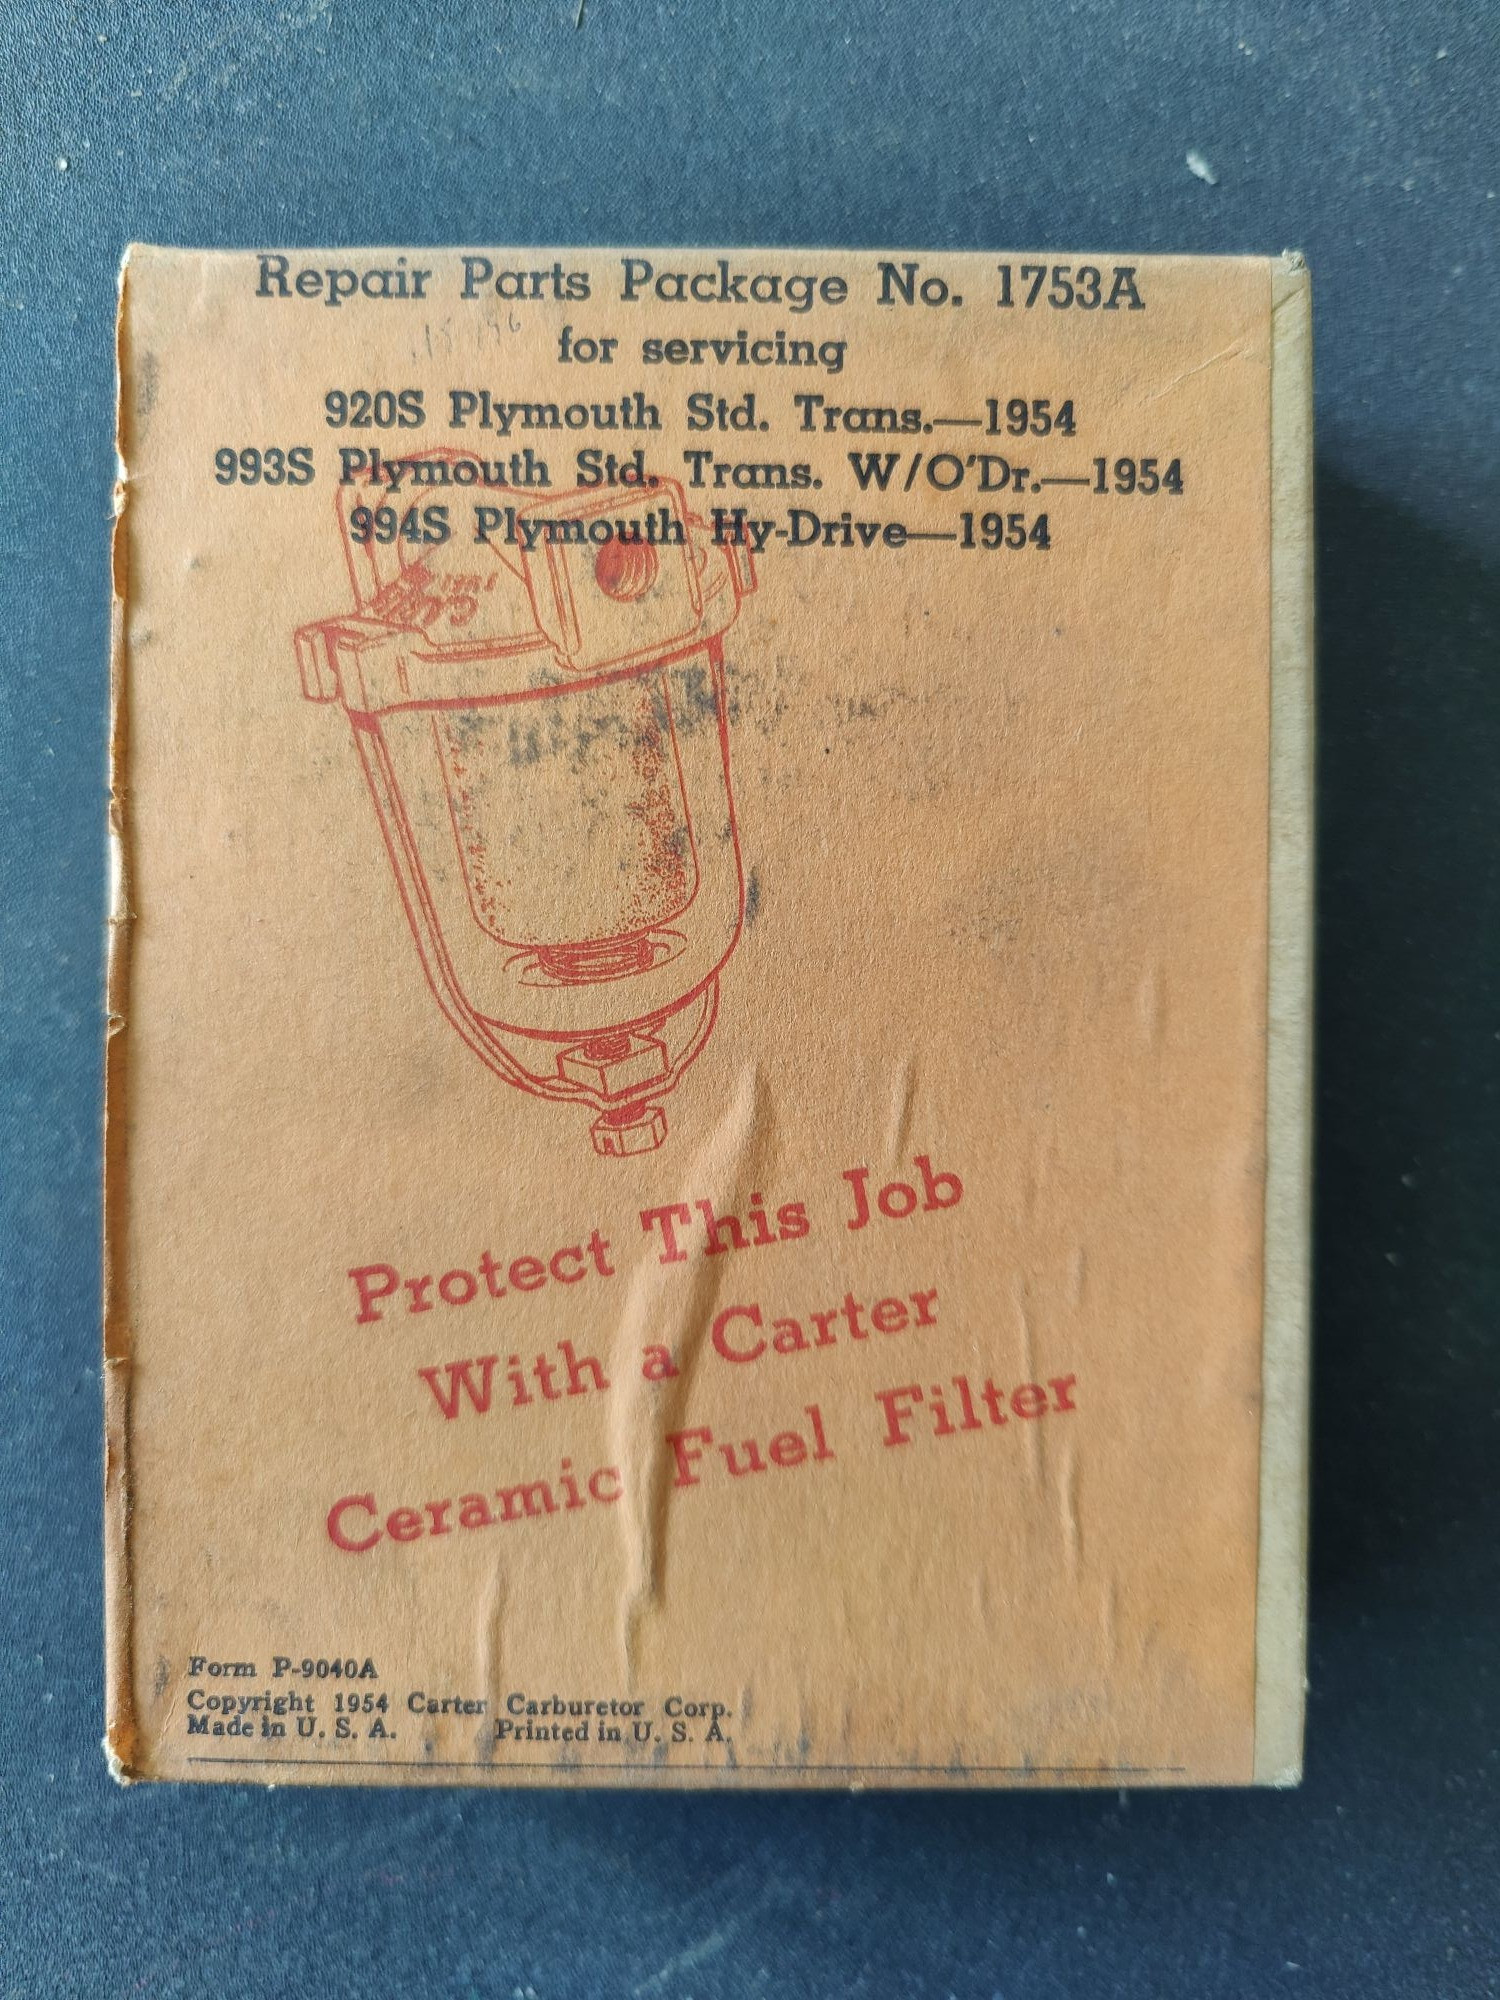 Repair Parts Package No. 1753A
for servicing
920S Plymouth Std. Trans.—1954
993S Plymouth Std. Trans. W/O'Dr.—1954
994S Plymouth Hy-Drive—1954
Protect This Job
With a Carter
Ceramic Fuel Filter
Form P-9040A
Copyright 1954 Carter Carburetor Corp.
Made in U. S. A. Printed in U. S. A.